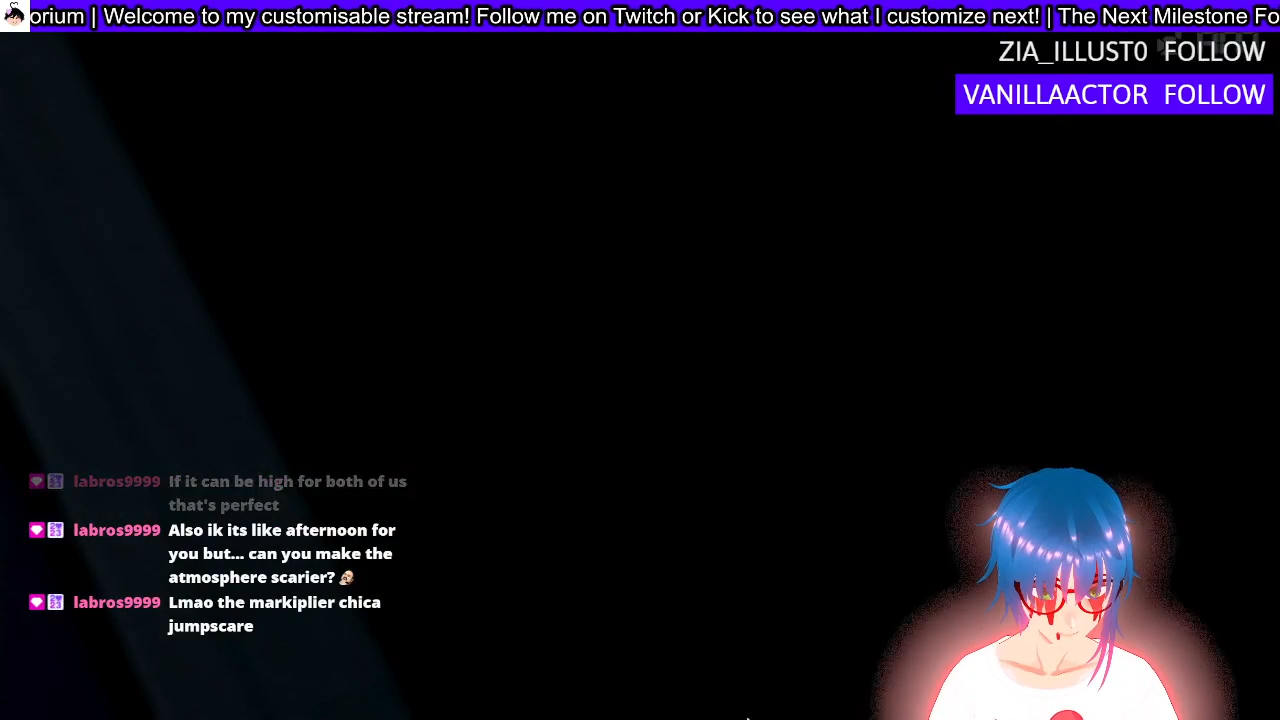 orium | Welcome to my customisable stream! Follow me on Twitch or Kick to see what I customize next! | The Next Milestone Fo
ZIA_ILLUST0 FOLLOW
VANILLAACTOR FOLLOW
labros9999 If it can be high for both of us
that's perfect
labros9999 Also ik its like afternoon for
you but... can you make the
atmosphere scarier?
labros9999 Lmao the markiplier chica
jumpscare